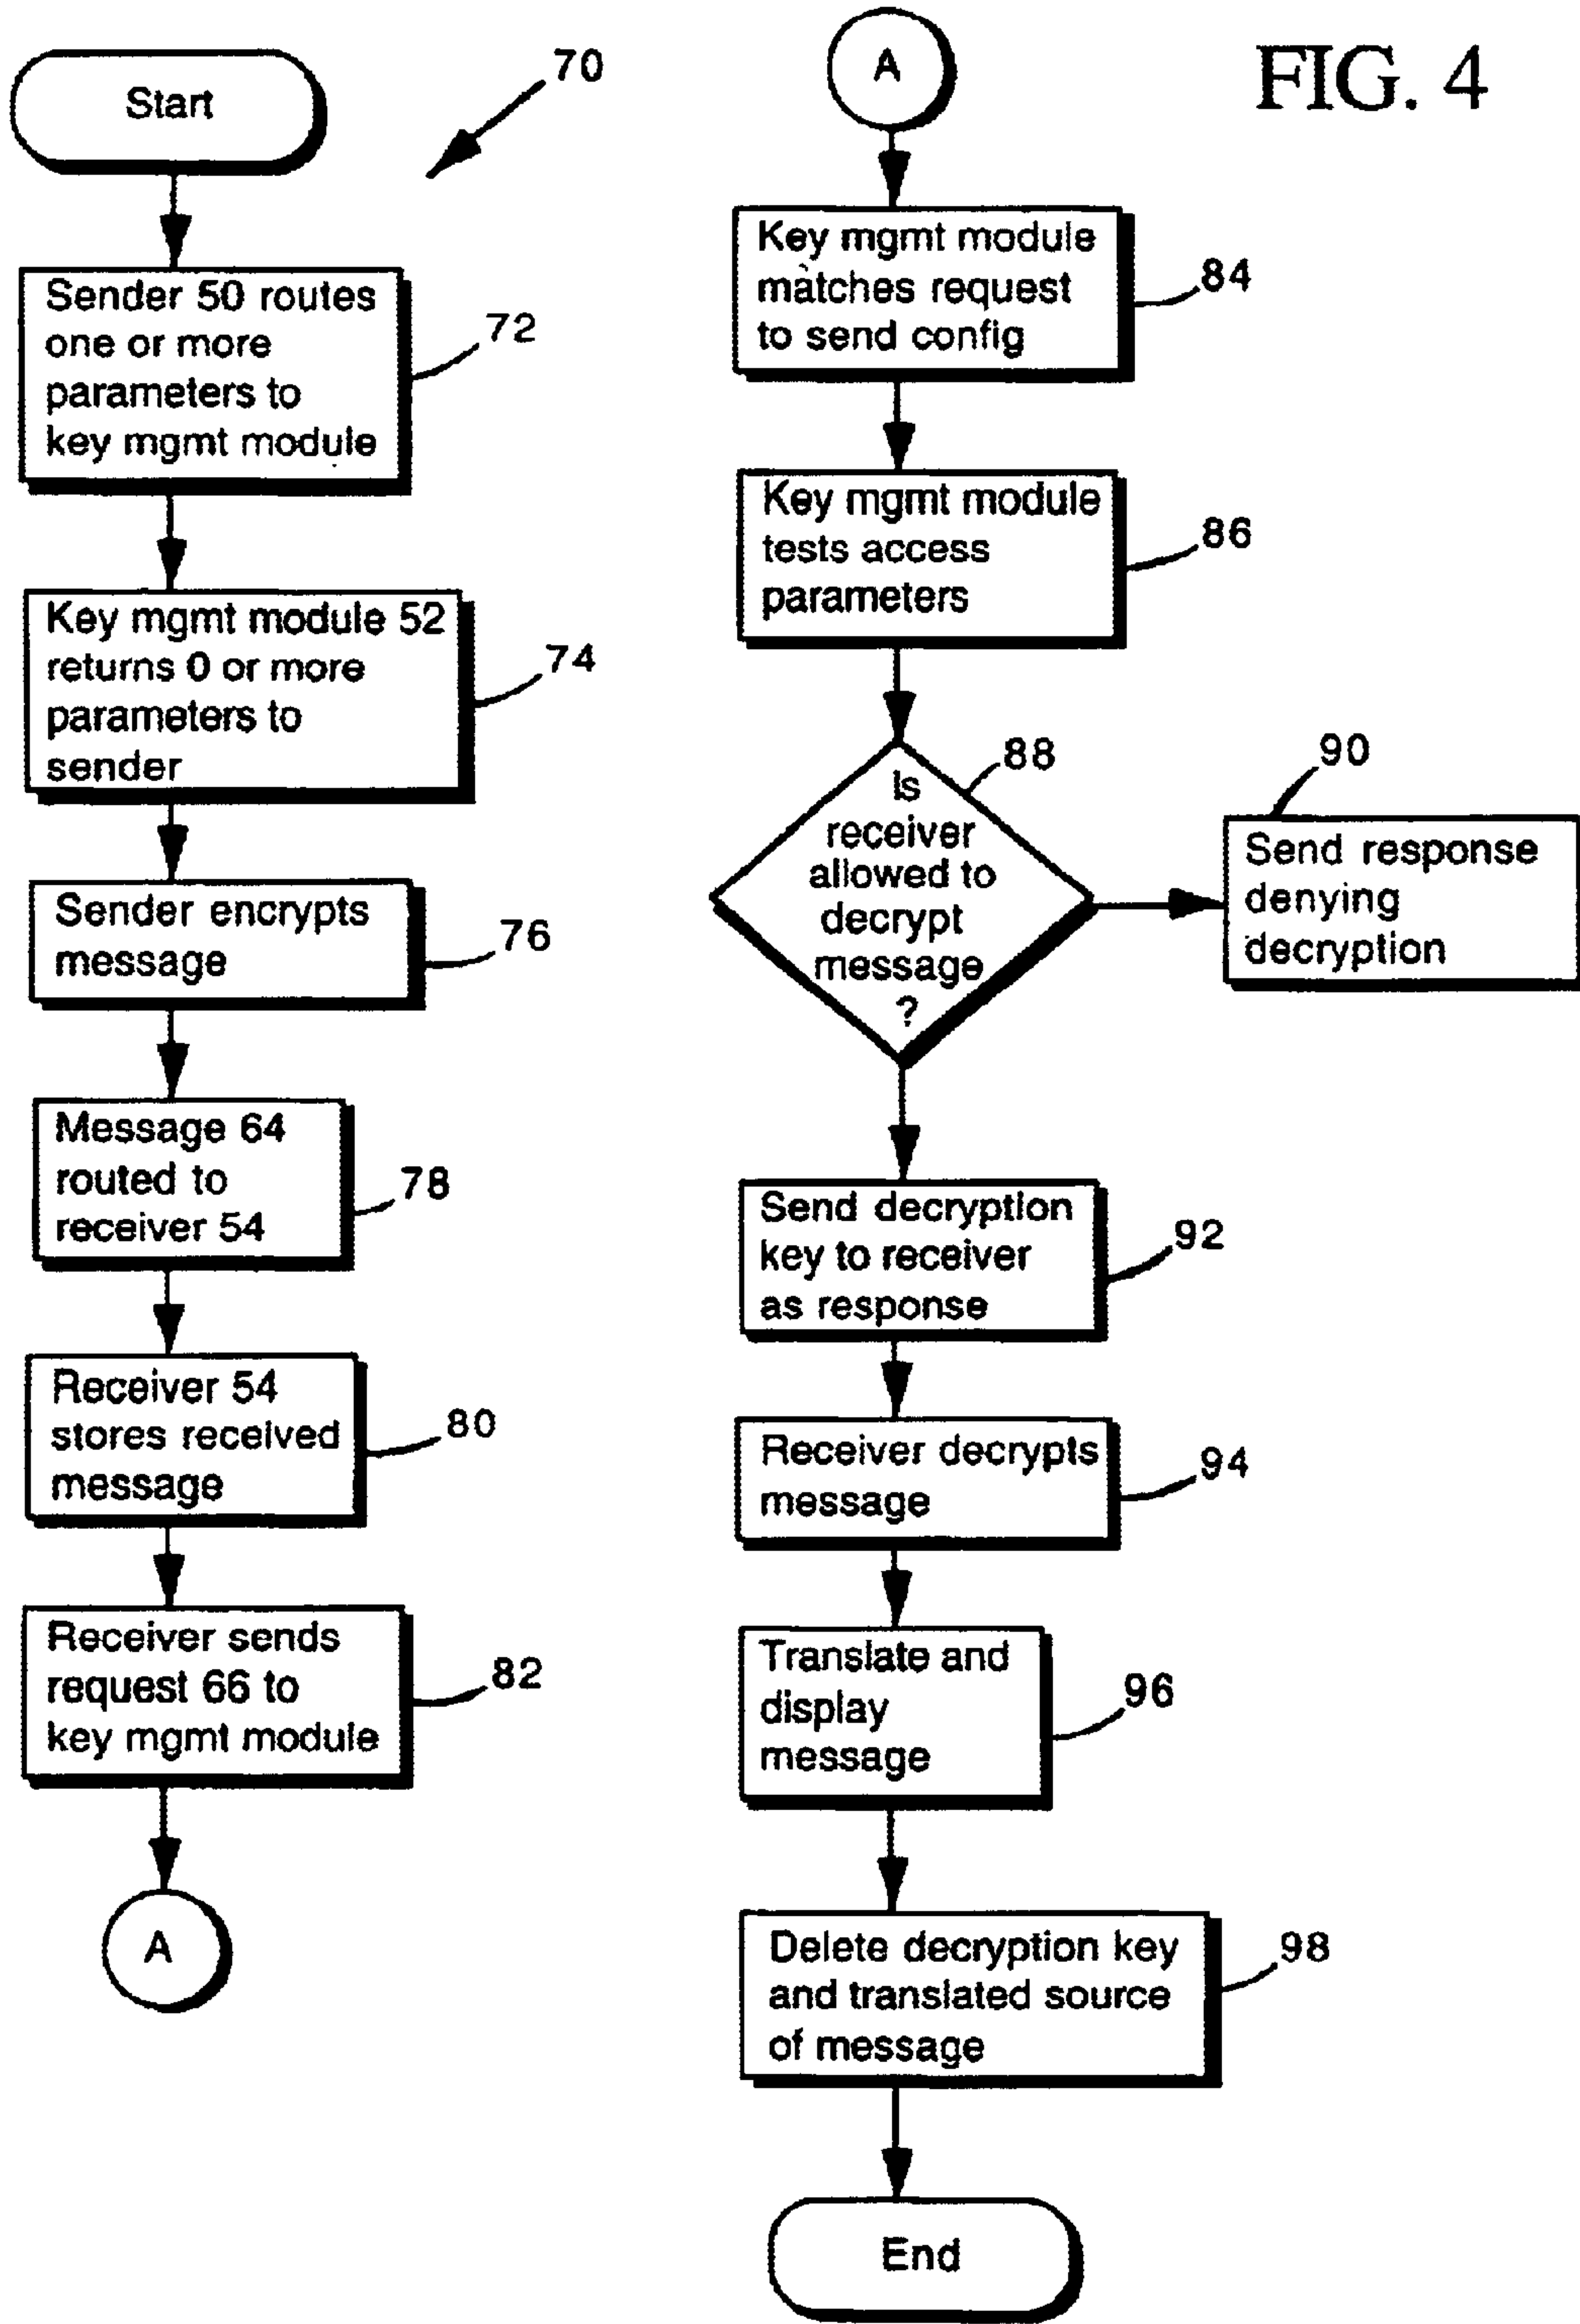 FIG. 4
70
Start
Sender 50 routes
one or more
parameters to
key mgmt module
72
Key mgmt module 52
returns 0 or more
parameters to
sender
74
Sender encrypts
message
76
Message 64
routed to
receiver 54
78
Receiver 54
stores received
message
80
Receiver sends
request 66 to
key mgmt module
82
A
A
Key mgmt module
matches request
to send config
84
Key mgmt module
tests access
parameters
86
Is
receiver
allowed to
decrypt
message
?
88
90
Send response
denying
decryption
Send decryption
key to receiver
as response
92
Receiver decrypts
message
94
Translate and
display
message
96
Delete decryption key
and translated source
of message
98
End